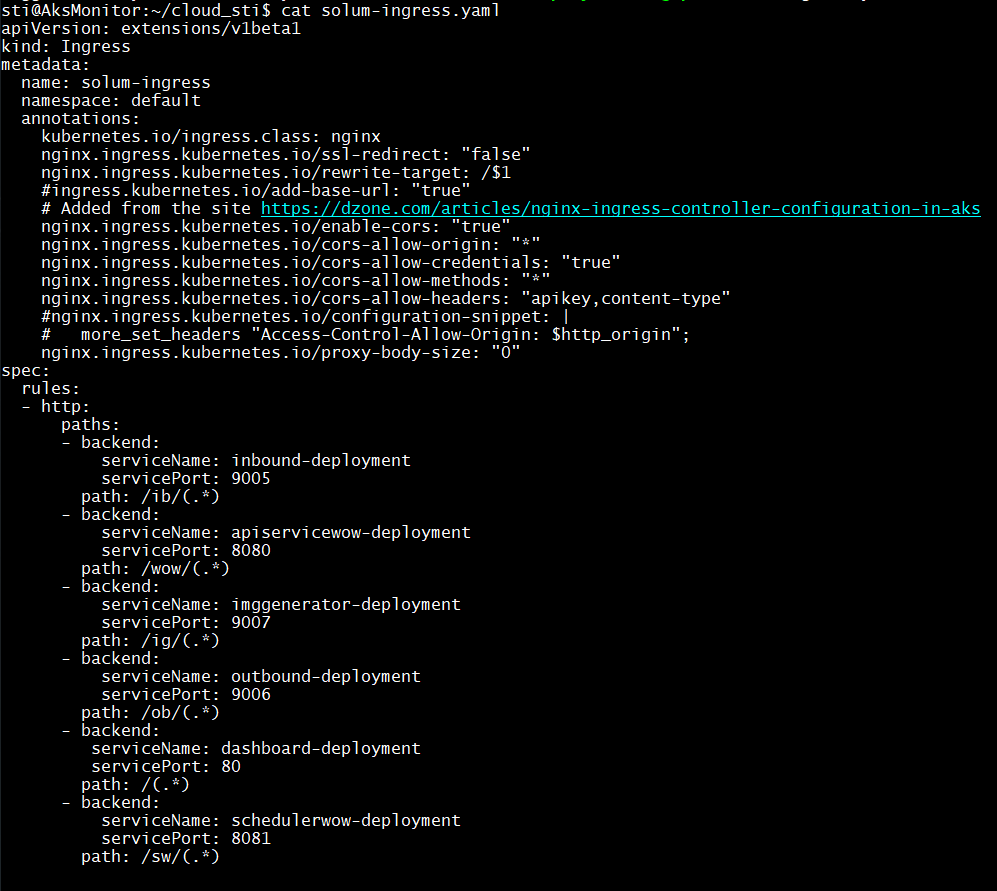 sti@AksMonitor:~/cloud_sti$ cat solum-ingress.yaml
apiVersion: extensions/v1beta1
kind: Ingress
metadata:
  name: solum-ingress
  namespace: default
  annotations:
    kubernetes.io/ingress.class: nginx
    nginx.ingress.kubernetes.io/ssl-redirect: "false"
    nginx.ingress.kubernetes.io/rewrite-target: /$1
    #ingress.kubernetes.io/add-base-url: "true"
    # Added from the site https://dzone.com/articles/nginx-ingress-controller-configuration-in-aks
    nginx.ingress.kubernetes.io/enable-cors: "true"
    nginx.ingress.kubernetes.io/cors-allow-origin: "*"
    nginx.ingress.kubernetes.io/cors-allow-credentials: "true"
    nginx.ingress.kubernetes.io/cors-allow-methods: "*"
    nginx.ingress.kubernetes.io/cors-allow-headers: "apikey,content-type"
    #nginx.ingress.kubernetes.io/configuration-snippet: |
    #   more_set_headers "Access-Control-Allow-Origin: $http_origin";
    nginx.ingress.kubernetes.io/proxy-body-size: "0"
spec:
  rules:
  - http:
      paths:
      - backend:
          serviceName: inbound-deployment
          servicePort: 9005
        path: /ib/(.*)
      - backend:
          serviceName: apiservicewow-deployment
          servicePort: 8080
        path: /wow/(.*)
      - backend:
          serviceName: imggenerator-deployment
          servicePort: 9007
        path: /ig/(.*)
      - backend:
          serviceName: outbound-deployment
          servicePort: 9006
        path: /ob/(.*)
      - backend:
         serviceName: dashboard-deployment
         servicePort: 80
        path: /(.*)
      - backend:
          serviceName: schedulerwow-deployment
          servicePort: 8081
        path: /sw/(.*)